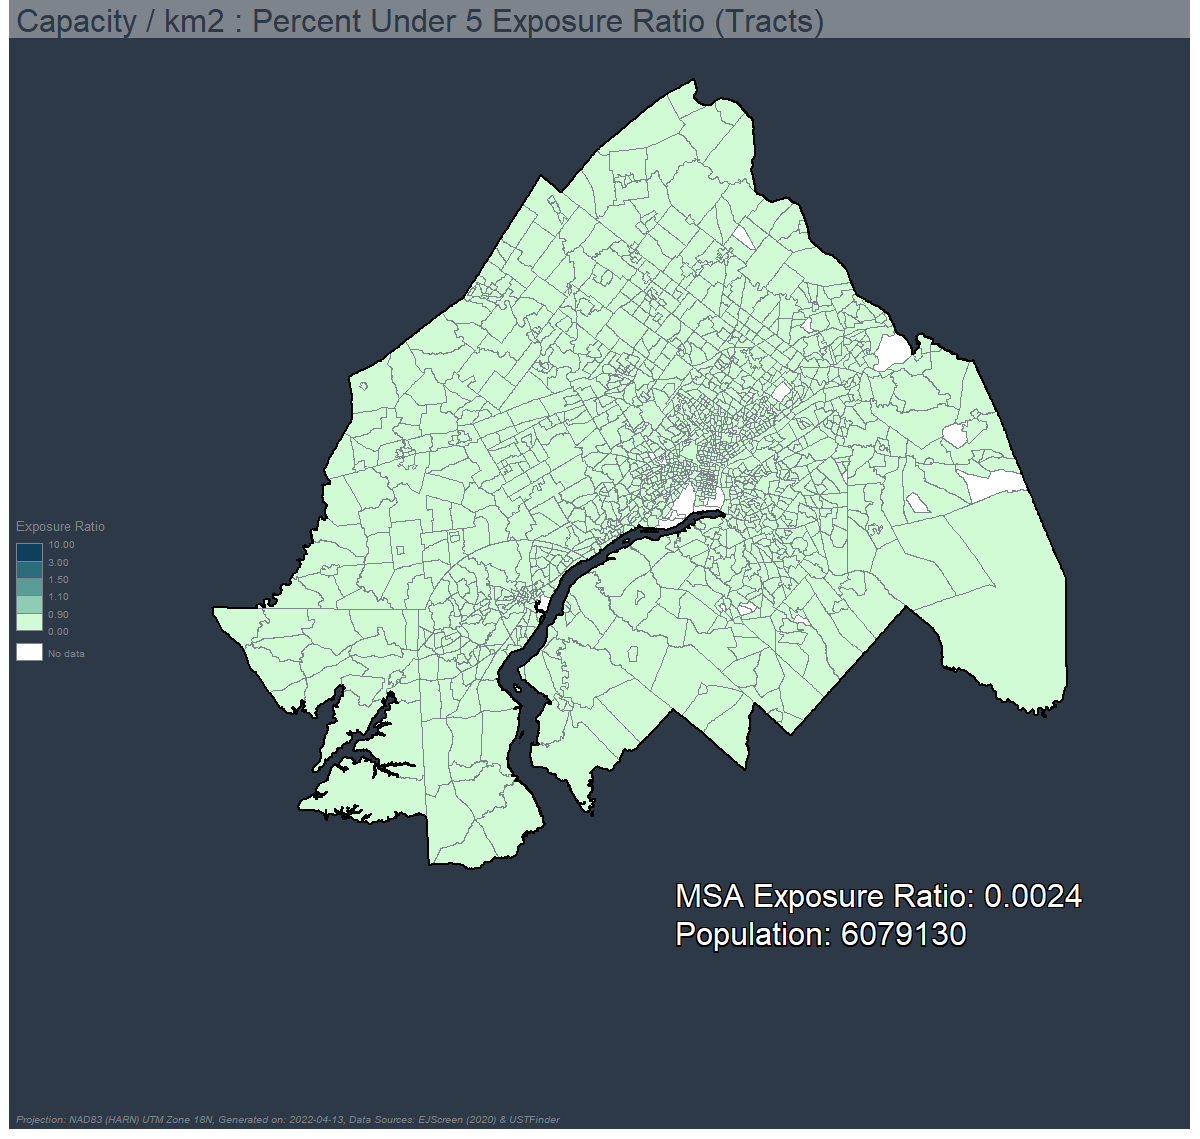 Capacity / km2 : Percent Under 5 Exposure Ratio (Tracts)
Exposure Ratio
10.00
3.00
1.50
1.10
0.90
0.00
No data
MSA Exposure Ratio: 0.0024
Population: 6079130
Projection: NAD83 (HARN) UTM Zone 18N, Generated on: 2022-04-13, Data Sources: EJScreen (2020) & USTFinder